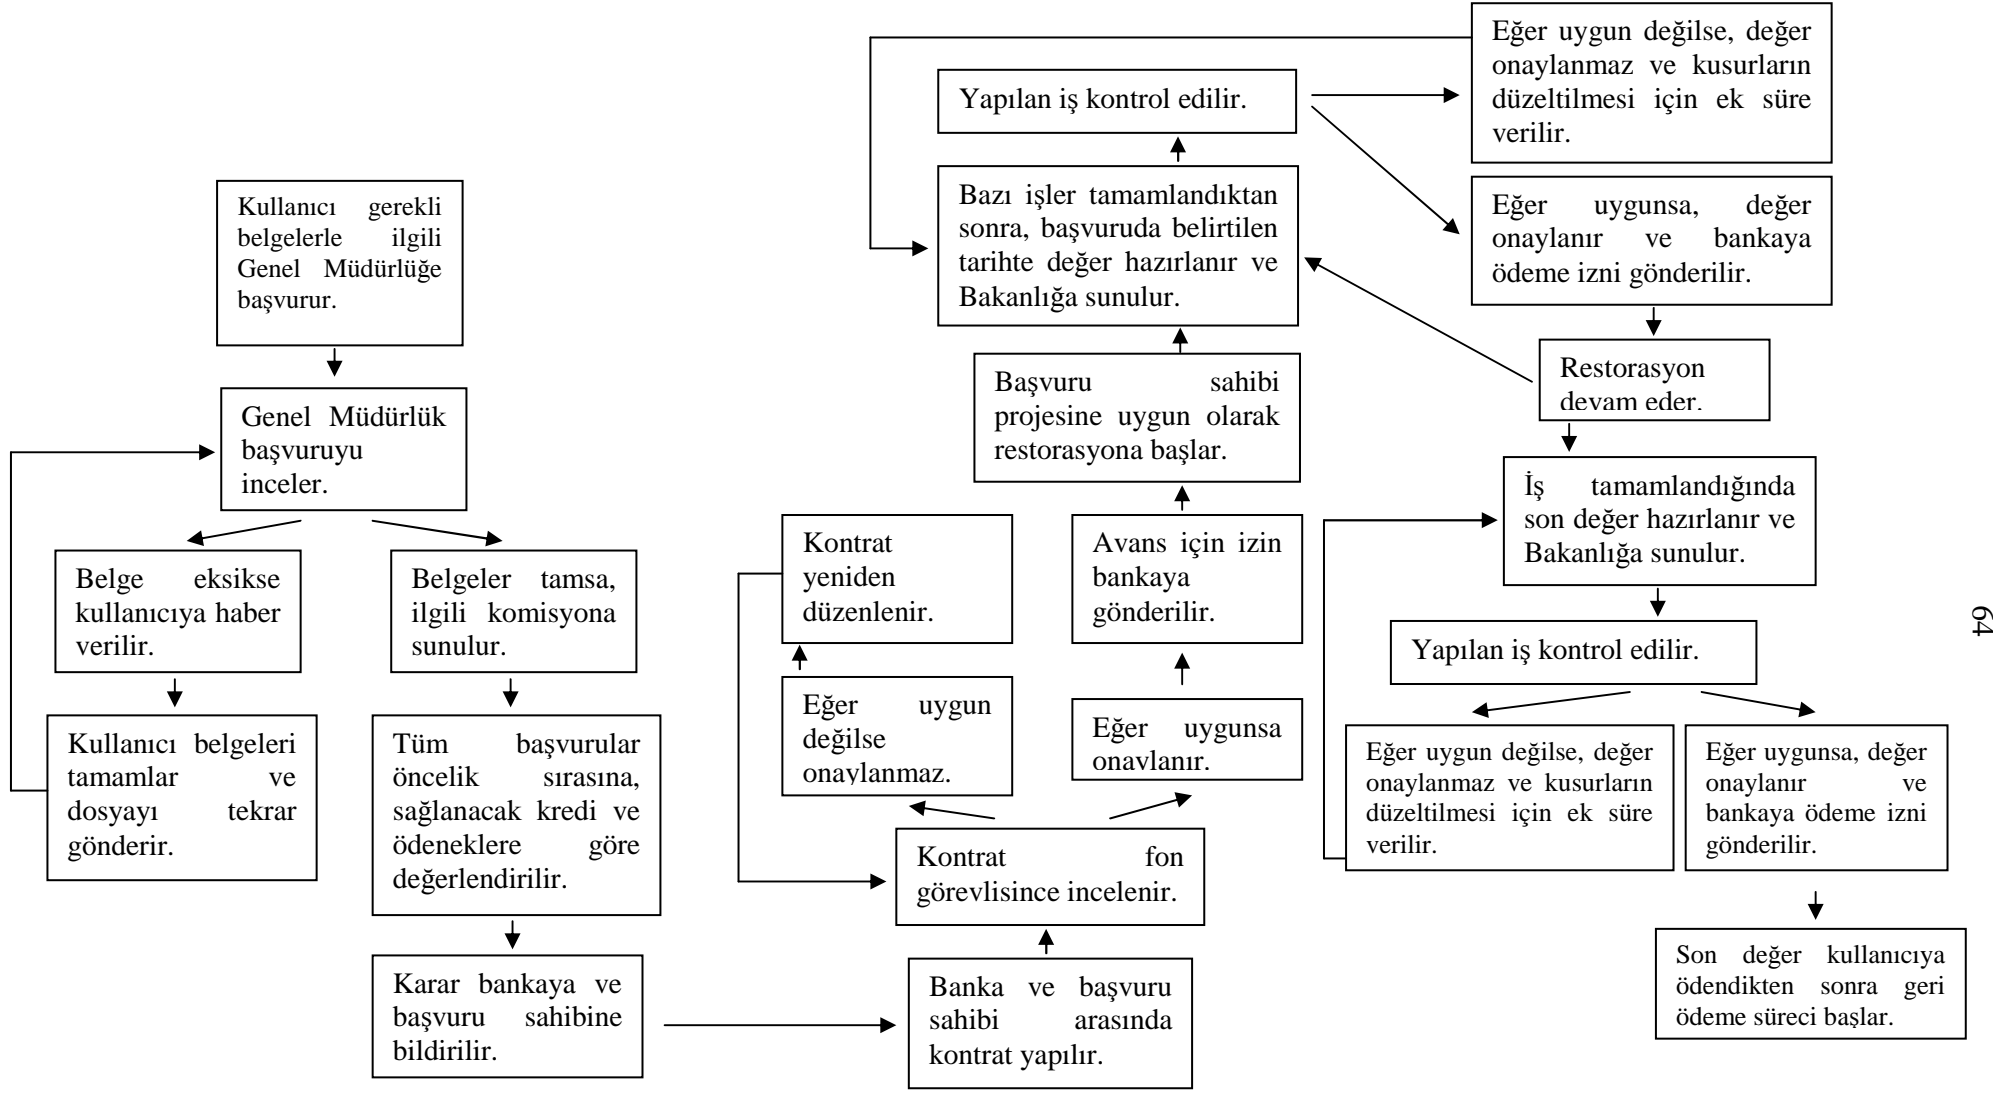 Kullanıcı gerekli
belgelerle ilgili
Genel Müdürlüğe
başvurur.
Genel Müdürlük
başvuruyu
inceler.
Belge eksikse
kullanıcıya haber
verilir.
Kullanıcı belgeleri
tamamlar ve
dosyayı tekrar
gönderir.
Belgeler tamsa,
ilgili komisyona
sunulur.
Tüm başvurular
öncelik sırasına,
sağlanacak kredi ve
ödeneklere göre
değerlendirilir.
Karar bankaya ve
başvuru sahibine
bildirilir.
Banka ve başvuru
sahibi arasında
kontrat yapılır.
Kontrat fon
görevlisince incelenir.
Eğer uygun
değilse
onaylanmaz.
Kontrat
yeniden
düzenlenir.
Eğer uygunsa
onaylanır.
Avans için izin
bankaya
gönderilir.
Başvuru sahibi
projesine uygun olarak
restorasyona başlar.
Bazı işler tamamlandıktan
sonra, başvuruda belirtilen
tarihte değer hazırlanır ve
Bakanlığa sunulur.
Yapılan iş kontrol edilir.
Eğer uygun değilse, değer
onaylanmaz ve kusurların
düzeltilmesi için ek süre
verilir.
Eğer uygunsa, değer
onaylanır ve bankaya
ödeme izni gönderilir.
Restorasyon
devam eder.
İş tamamlandığında
son değer hazırlanır ve
Bakanlığa sunulur.
Yapılan iş kontrol edilir.
Eğer uygun değilse, değer
onaylanmaz ve kusurların
düzeltilmesi için ek süre
verilir.
Eğer uygunsa, değer
onaylanır ve
bankaya ödeme izni
gönderilir.
Son değer kullanıcıya
ödendikten sonra geri
ödeme süreci başlar.
64